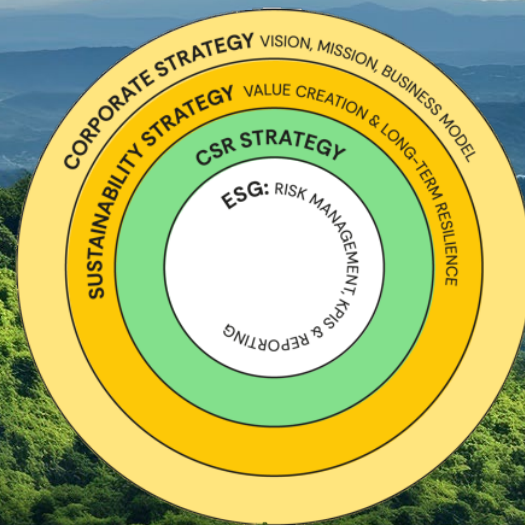 CORPORATE STRATEGY VISION, MISSION, BUSINESS MODEL
SUSTAINABILITY STRATEGY VALUE CREATION & LONG-TERM RESILIENCE
CSR STRATEGY
ESG: RISK MANAGEMENT, KPIS & REPORTING